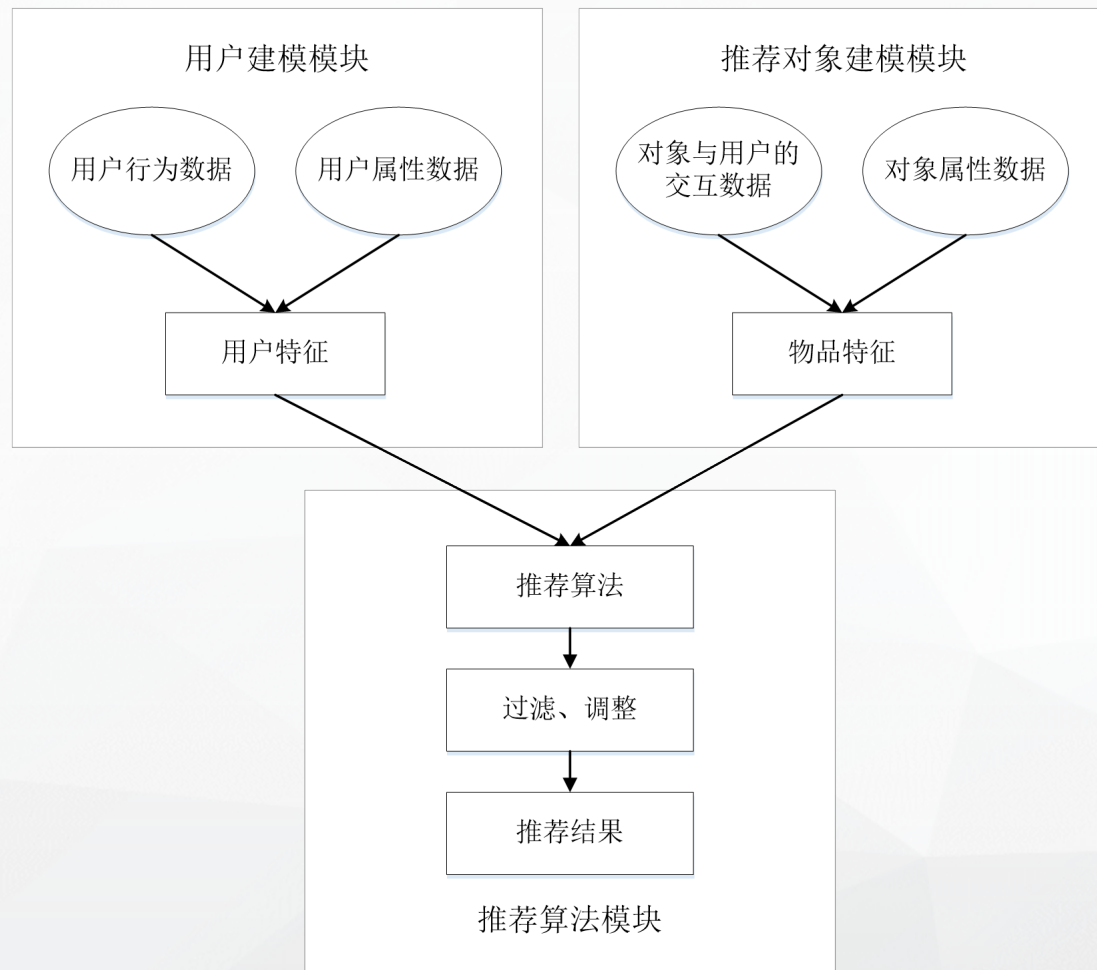 用户建模模块
用户行为数据
用户属性数据
用户特征
推荐对象建模模块
对象与用户的
交互数据
对象属性数据
物品特征
推荐算法
过滤、调整
推荐结果
推荐算法模块